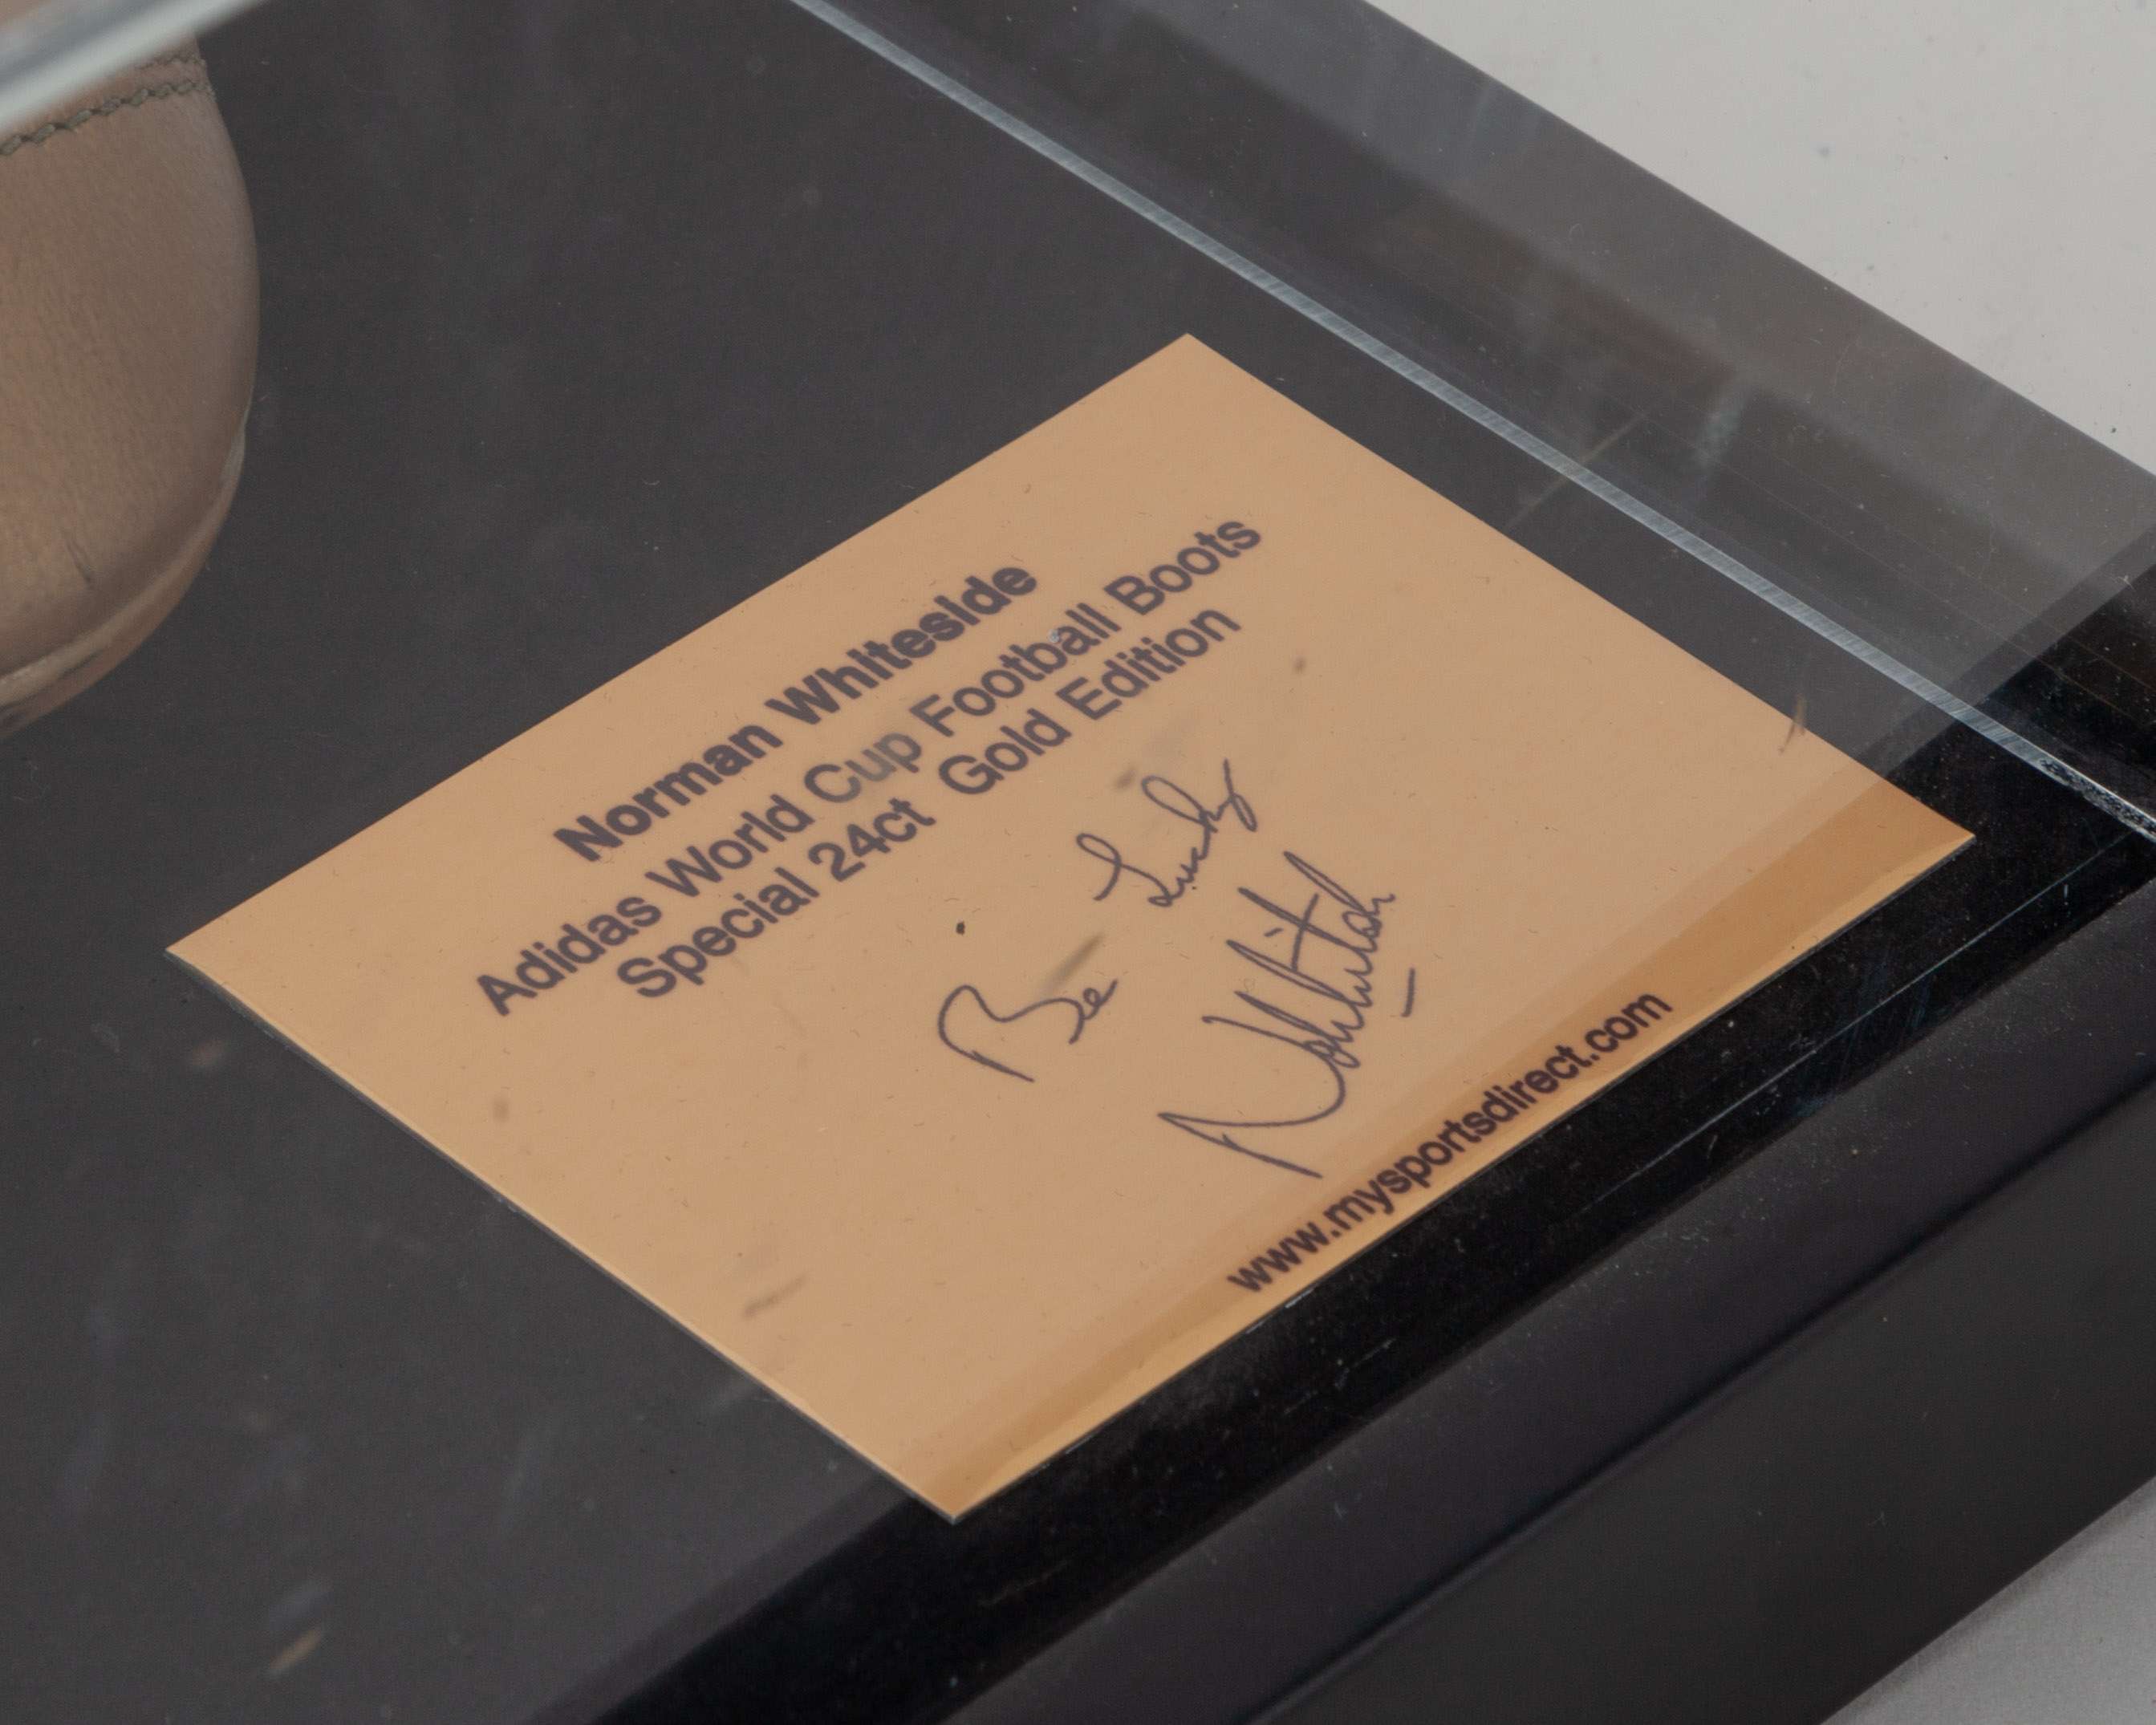 Norman Whiteside
Adidas World Cup Football Boots
Special 24ct Gold Edition
Be Lucky
www.mysportsdirect.com